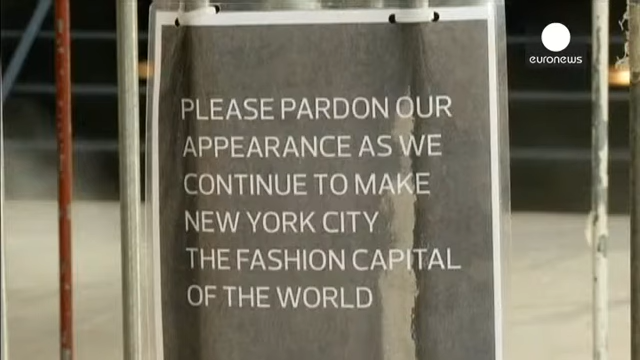 euronews
PLEASE PARDON OUR
APPEARANCE AS WE
CONTINUE TO MAKE
NEW YORK CITY
THE FASHION CAPITAL
OF THE WORLD